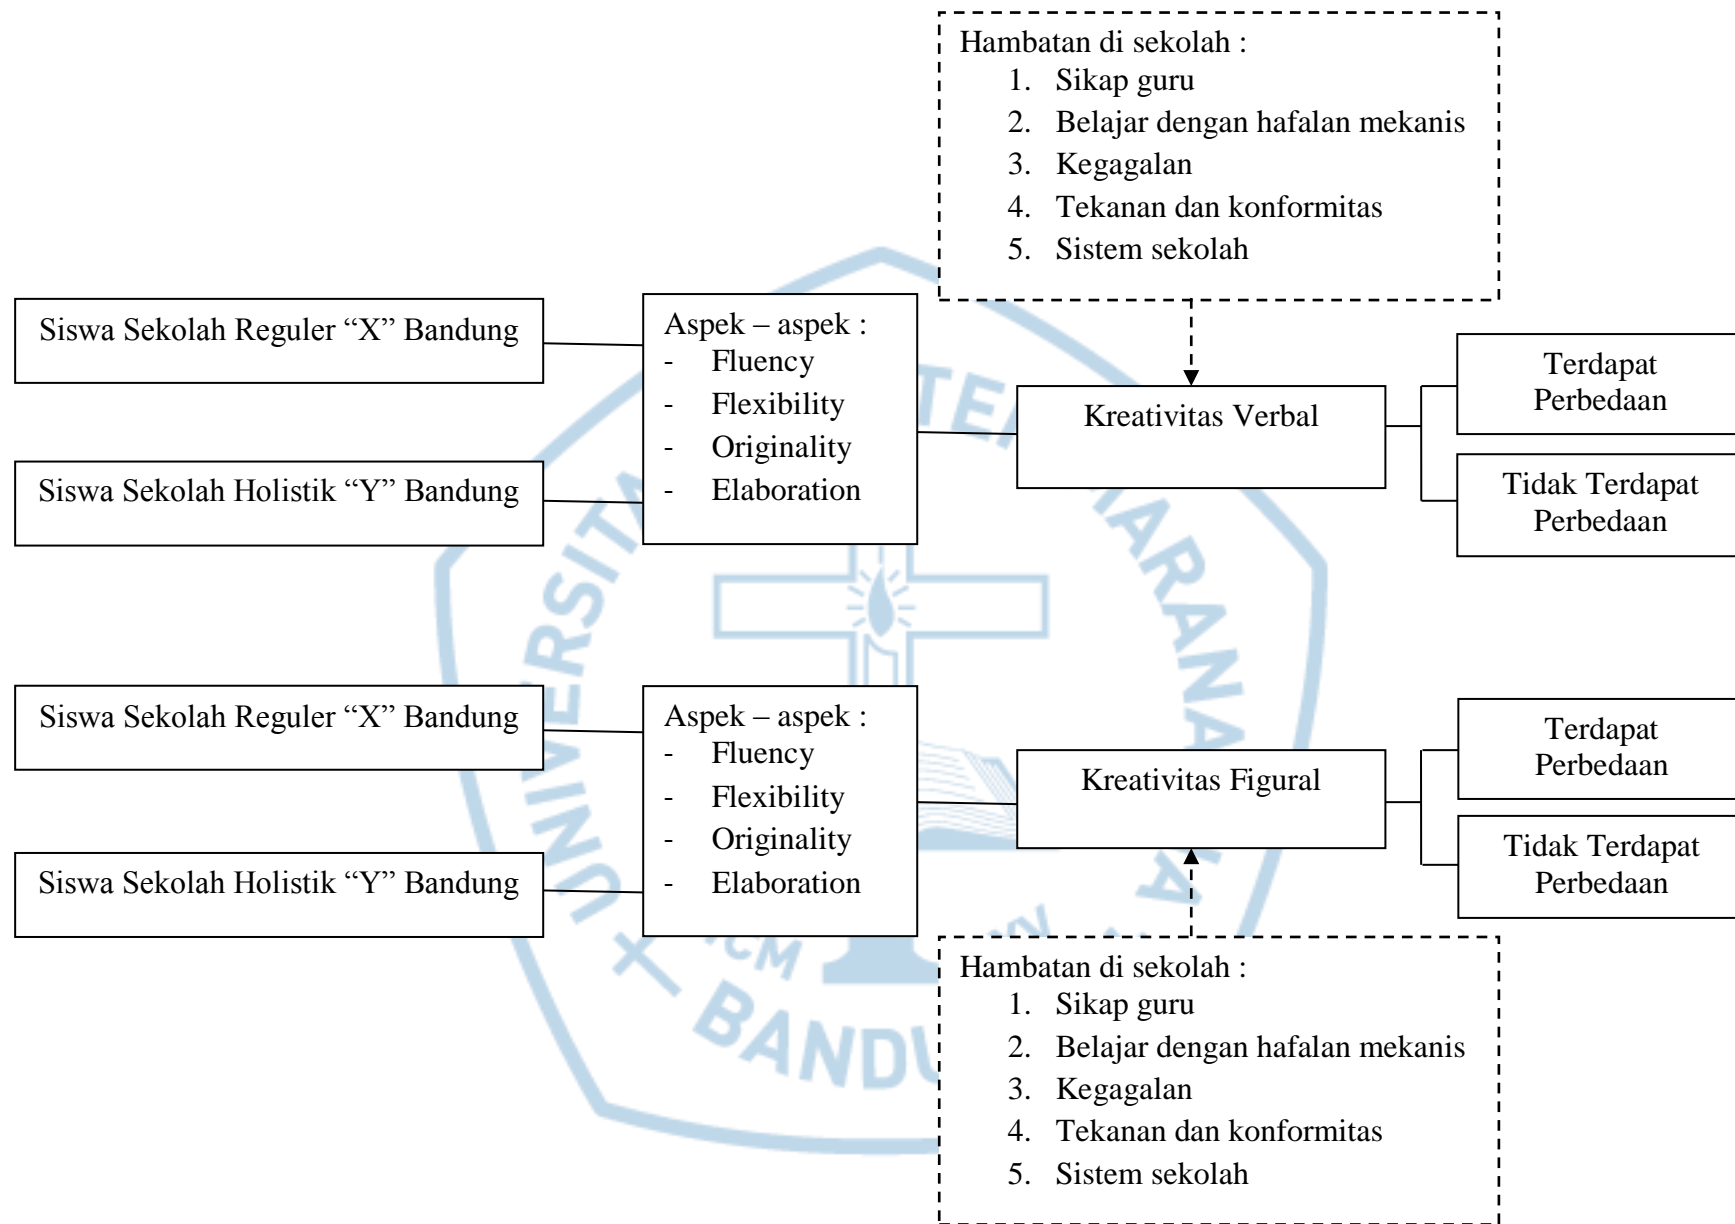 Hambatan di sekolah :
1. Sikap guru
2. Belajar dengan hafalan mekanis
3. Kegagalan
4. Tekanan dan konformitas
5. Sistem sekolah
Siswa Sekolah Reguler “X” Bandung
Siswa Sekolah Holistik “Y” Bandung
Aspek – aspek :
- Fluency
- Flexibility
- Originality
- Elaboration
Kreativitas Verbal
Terdapat
Perbedaan
Tidak Terdapat
Perbedaan
Siswa Sekolah Reguler “X” Bandung
Siswa Sekolah Holistik “Y” Bandung
Aspek – aspek :
- Fluency
- Flexibility
- Originality
- Elaboration
Kreativitas Figural
Terdapat
Perbedaan
Tidak Terdapat
Perbedaan
Hambatan di sekolah :
1. Sikap guru
2. Belajar dengan hafalan mekanis
3. Kegagalan
4. Tekanan dan konformitas
5. Sistem sekolah